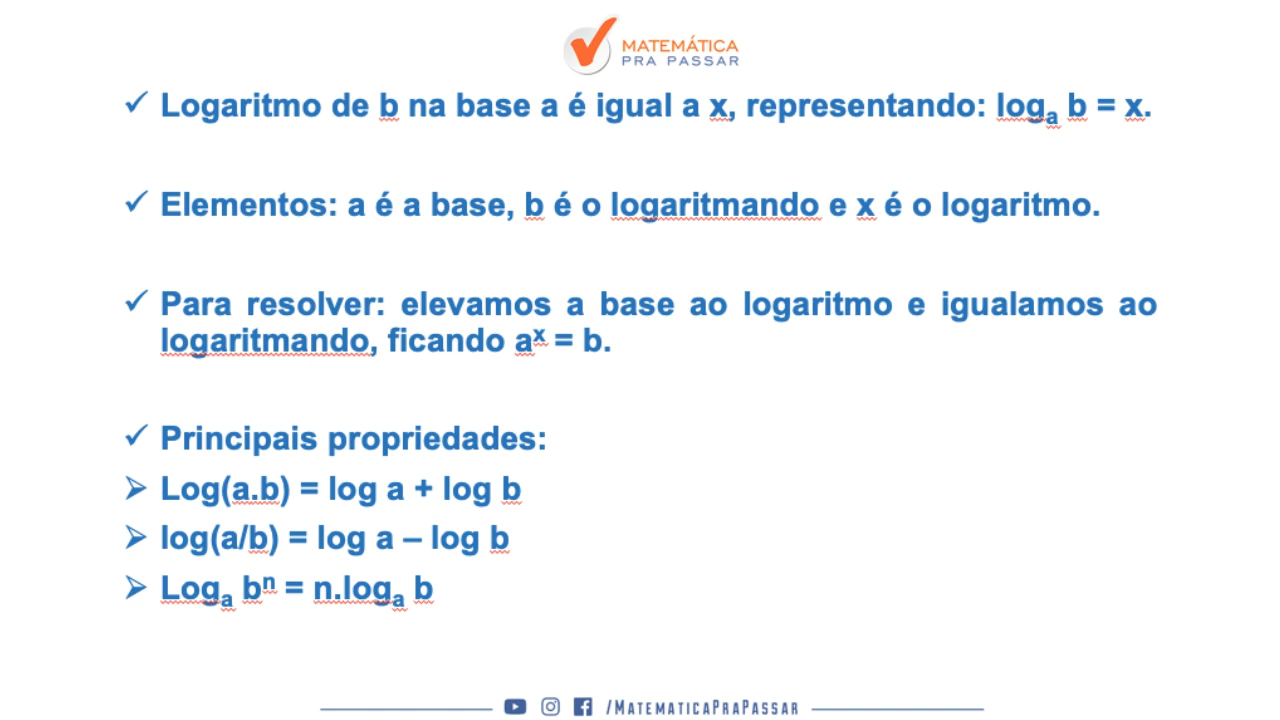 MATEMÁTICA
PRA PASSAR
✓ Logaritmo de b na base a é igual a x, representando: logₐ b = x.
✓ Elementos: a é a base, b é o logaritmando e x é o logaritmo.
✓ Para resolver: elevamos a base ao logaritmo e igualamos ao
logaritmando, ficando aˣ = b.
✓ Principais propriedades:
➢ Log(a.b) = log a + log b
➢ log(a/b) = log a – log b
➢ Logₐ bⁿ = n.logₐ b
/MATEMATICAPRAPASSAR